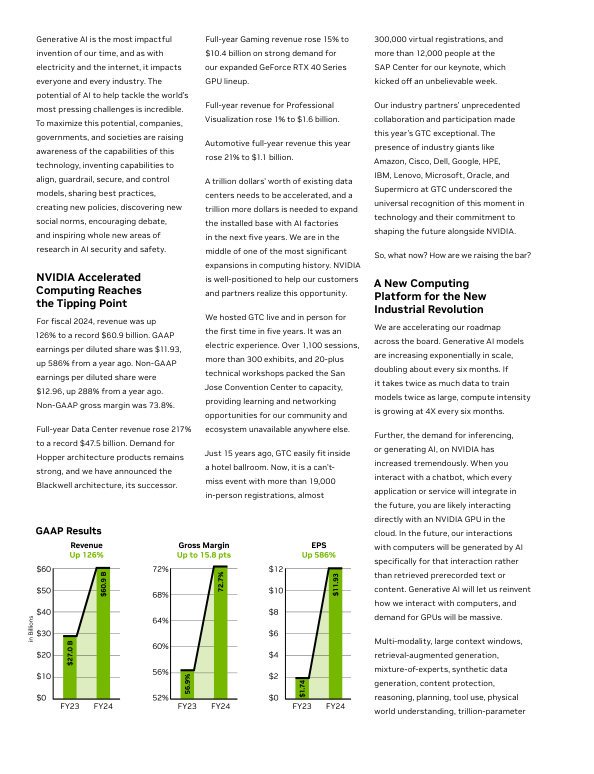 Generative AI is the most impactful
invention of our time, and as with
electricity and the internet, it impacts
everyone and every industry. The
potential of AI to help tackle the world's
most pressing challenges is incredible.
To maximize this potential, companies,
governments, and societies are raising
awareness of the capabilities of this
technology, inventing capabilities to
align, guardrail, secure, and control
models, sharing best practices,
creating new policies, discovering new
social norms, encouraging debate,
and inspiring whole new areas of
research in AI security and safety.
NVIDIA Accelerated
Computing Reaches
the Tipping Point
For fiscal 2024, revenue was up
126% to a record $60.9 billion. GAAP
earnings per diluted share was $11.93,
up 586% from a year ago. Non-GAAP
earnings per diluted share were
$12.96, up 288% from a year ago.
Non-GAAP gross margin was 73.8%.
Full-year Data Center revenue rose 217%
to a record $47.5 billion. Demand for
Hopper architecture products remains
strong, and we have announced the
Blackwell architecture, its successor.
Full-year Gaming revenue rose 15% to
$10.4 billion on strong demand for
our expanded GeForce RTX 40 Series
GPU lineup.
Full-year revenue for Professional
Visualization rose 1% to $1.6 billion.
Automotive full-year revenue this year
rose 21% to $1.1 billion.
A trillion dollars' worth of existing data
centers needs to be accelerated, and a
trillion more dollars is needed to expand
the installed base with AI factories
in the next five years. We are in the
middle of one of the most significant
expansions in computing history. NVIDIA
is well-positioned to help our customers
and partners realize this opportunity.
We hosted GTC live and in person for
the first time in five years. It was an
electric experience. Over 1,100 sessions,
more than 300 exhibits, and 20-plus
technical workshops packed the San
Jose Convention Center to capacity,
providing learning and networking
opportunities for our community and
ecosystem unavailable anywhere else.
Just 15 years ago, GTC easily fit inside
a hotel ballroom. Now, it is a can't-
miss event with more than 19,000
in-person registrations, almost
300,000 virtual registrations, and
more than 12,000 people at the
SAP Center for our keynote, which
kicked off an unbelievable week.
Our industry partners' unprecedented
collaboration and participation made
this year's GTC exceptional. The
presence of industry giants like
Amazon, Cisco, Dell, Google, HPE,
IBM, Lenovo, Microsoft, Oracle, and
Supermicro at GTC underscored the
universal recognition of this moment in
technology and their commitment to
shaping the future alongside NVIDIA.
So, what now? How are we raising the bar?
A New Computing
Platform for the New
Industrial Revolution
We are accelerating our roadmap
across the board. Generative AI models
are increasing exponentially in scale,
doubling about every six months. If
it takes twice as much data to train
models twice as large, compute intensity
is growing at 4X every six months.
Further, the demand for inferencing,
or generating AI, on NVIDIA has
increased tremendously. When you
interact with a chatbot, which every
application or service will integrate in
the future, you are likely interacting
directly with an NVIDIA GPU in the
cloud. In the future, our interactions
with computers will be generated by AI
specifically for that interaction rather
than retrieved prerecorded text or
content. Generative AI will let us reinvent
how we interact with computers, and
demand for GPUs will be massive.
Multi-modality, large context windows,
retrieval-augmented generation,
mixture-of-experts, synthetic data
generation, content protection,
reasoning, planning, tool use, physical
world understanding, trillion-parameter
GAAP Results
Revenue
Up 126%
in Billions
$60
$50
$40
$30
$20
$10
$0
$27.0 B
$60.9 B
FY23 FY24
Gross Margin
Up to 15.8 pts
72%
68%
64%
60%
56%
52%
56.9%
72.7%
FY23 FY24
EPS
Up 586%
$12
$10
$8
$6
$4
$2
$0
$1.74
$11.93
FY23 FY24